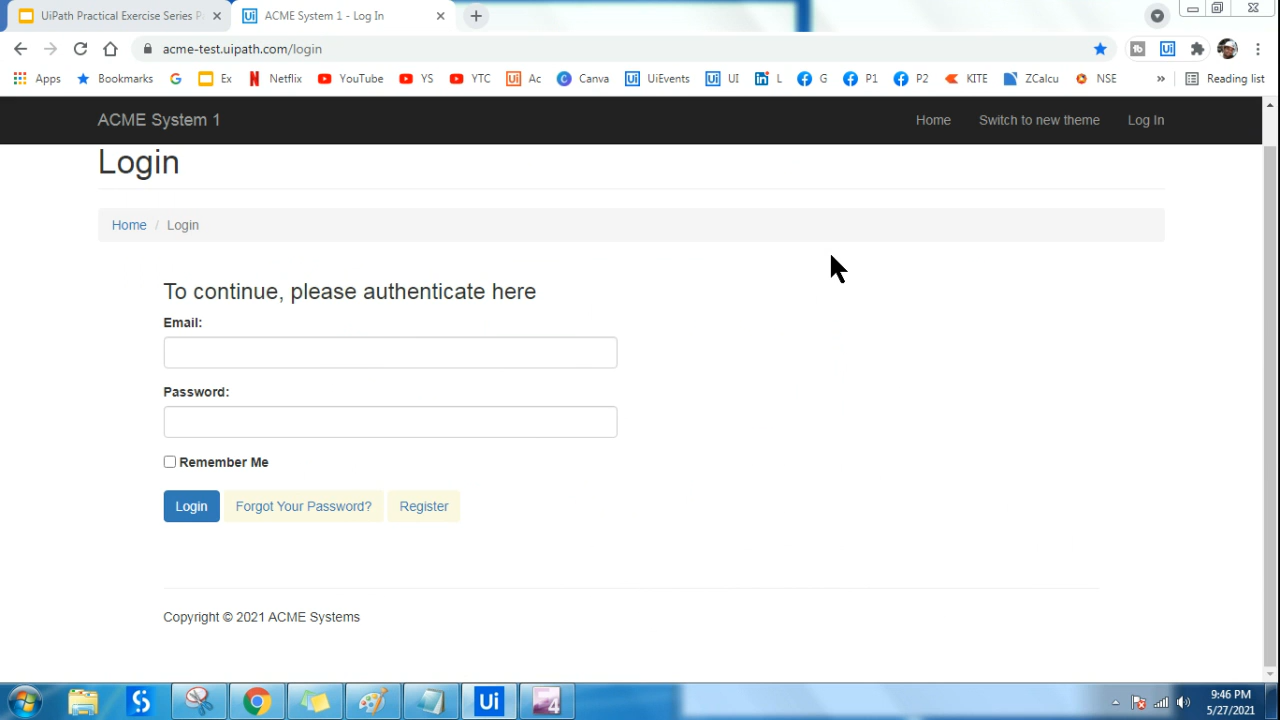 UiPath Practical Exercise Series P
ACME System 1 - Log In
acme-test.uipath.com/login
Apps
Bookmarks
Ex
Netflix
YouTube
YS
YTC
Ac
Canva
UiEvents
UI
L
G
P1
P2
KITE
ZCalcu
NSE
»
Reading list
ACME System 1
Home
Switch to new theme
Log In
Login
Home / Login
To continue, please authenticate here
Email:
Password:
Remember Me
Login
Forgot Your Password?
Register
Copyright © 2021 ACME Systems
Ui
4
9:46 PM
5/27/2021